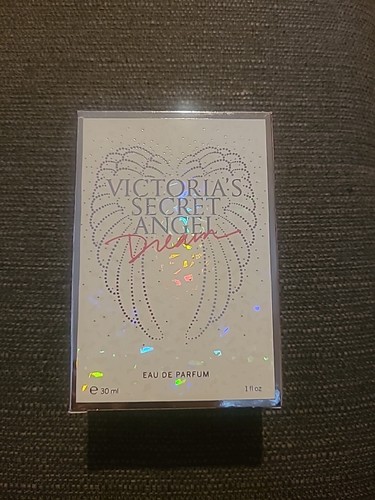 VICTORIA'S
SECRET
ANGEL
Dream
EAU DE PARFUM
e 30 ml 1 fl oz